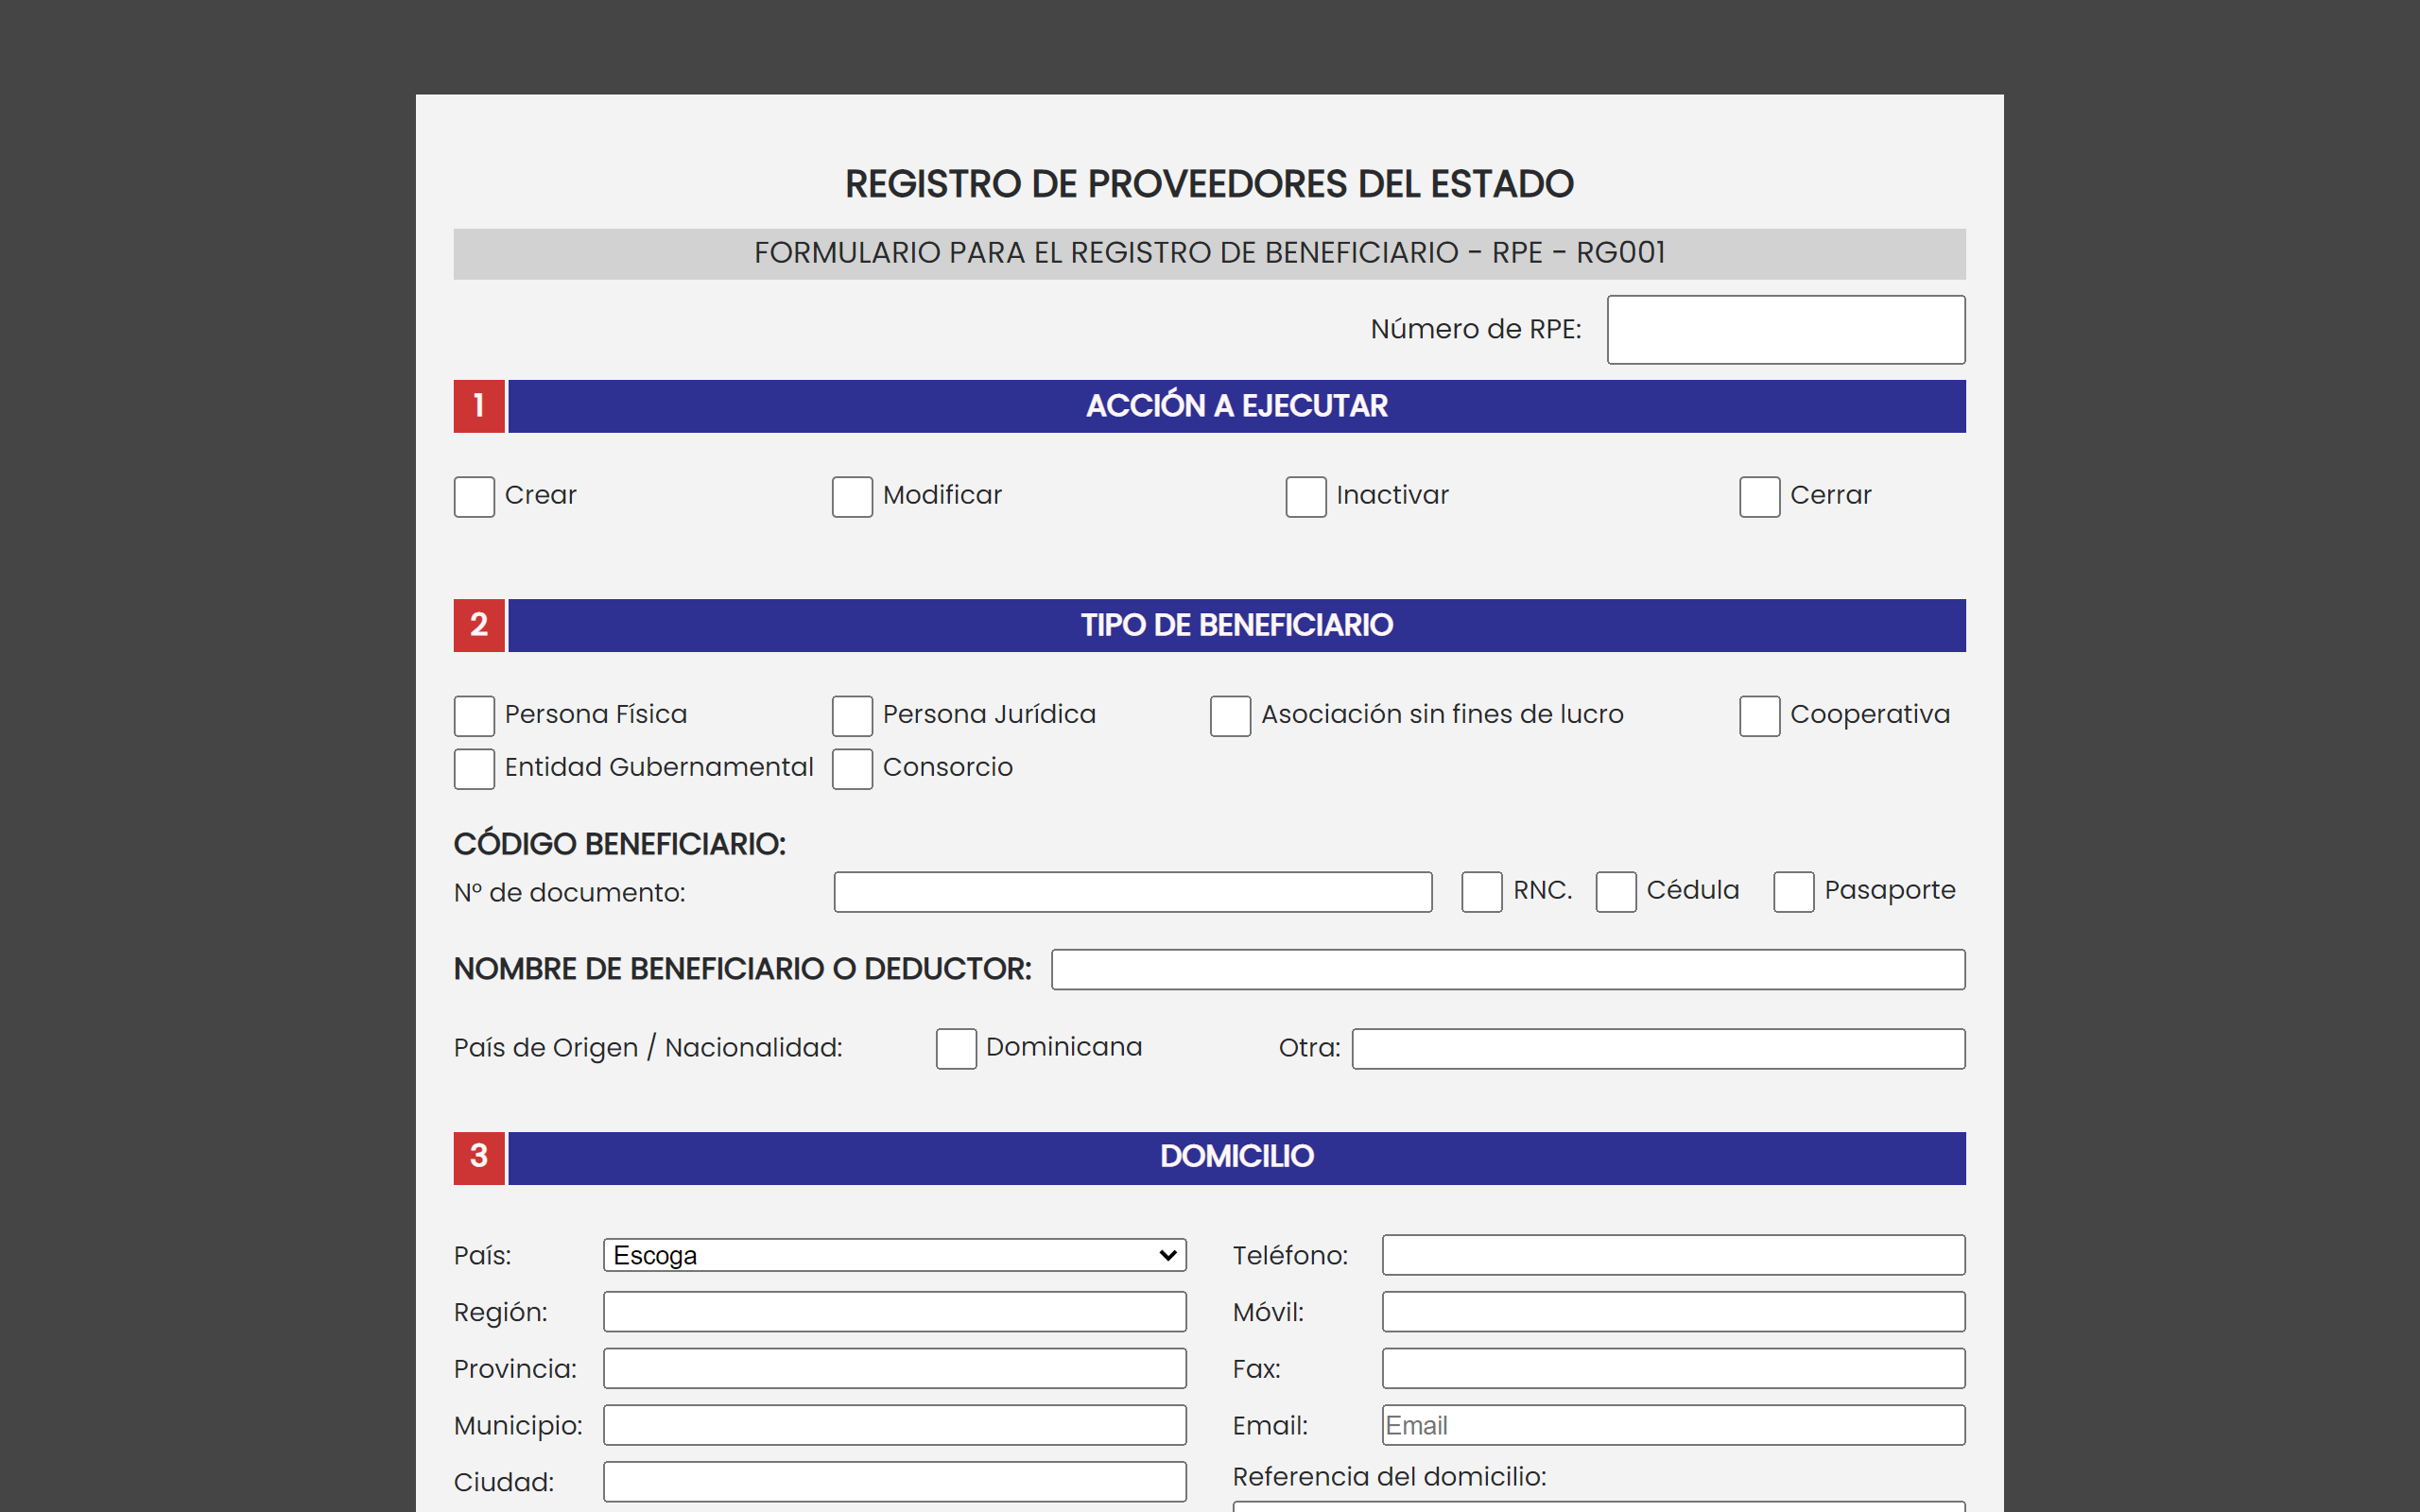 REGISTRO DE PROVEEDORES DEL ESTADO
FORMULARIO PARA EL REGISTRO DE BENEFICIARIO - RPE - RG001
Número de RPE:
1 ACCIÓN A EJECUTAR
Crear Modificar Inactivar Cerrar
2 TIPO DE BENEFICIARIO
Persona Física Persona Jurídica Asociación sin fines de lucro Cooperativa
Entidad Gubernamental Consorcio
CÓDIGO BENEFICIARIO:
Nº de documento: RNC. Cédula Pasaporte
NOMBRE DE BENEFICIARIO O DEDUCTOR:
País de Origen / Nacionalidad: Dominicana Otra:
3 DOMICILIO
País: Escoga Teléfono:
Región: Móvil:
Provincia: Fax:
Municipio: Email: Email
Ciudad: Referencia del domicilio: